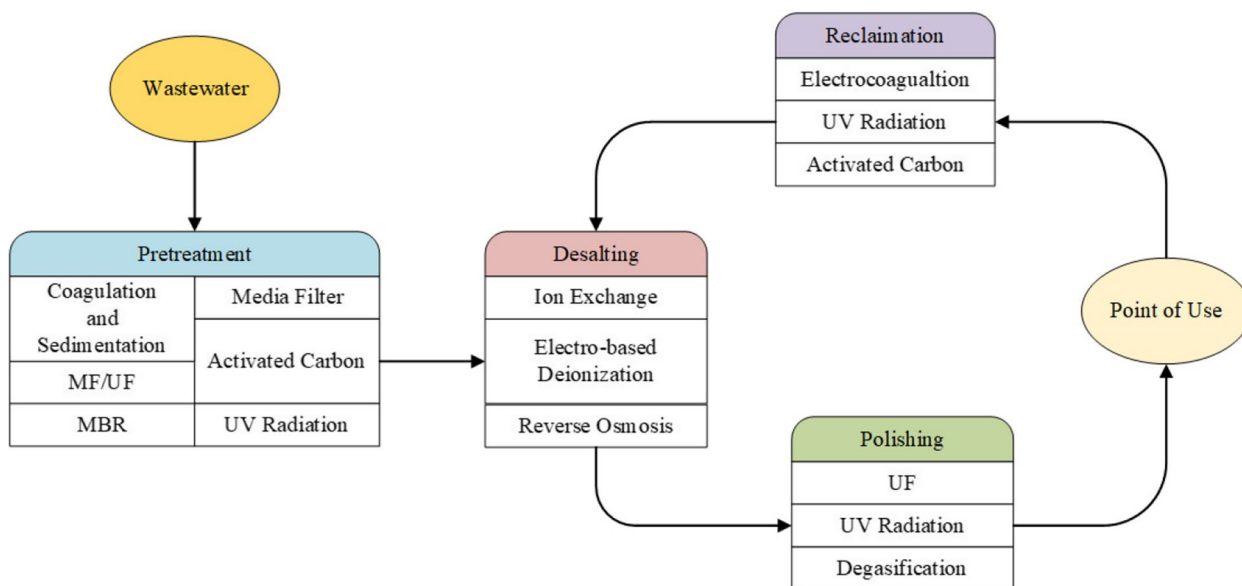 Wastewater
Pretreatment
Coagulation
and
Sedimentation
MF/UF
MBR
Media Filter
Activated Carbon
UV Radiation
Desalting
Ion Exchange
Electro-based
Deionization
Reverse Osmosis
Polishing
UF
UV Radiation
Degasification
Point of Use
Reclaimation
Electrocoagualtion
UV Radiation
Activated Carbon